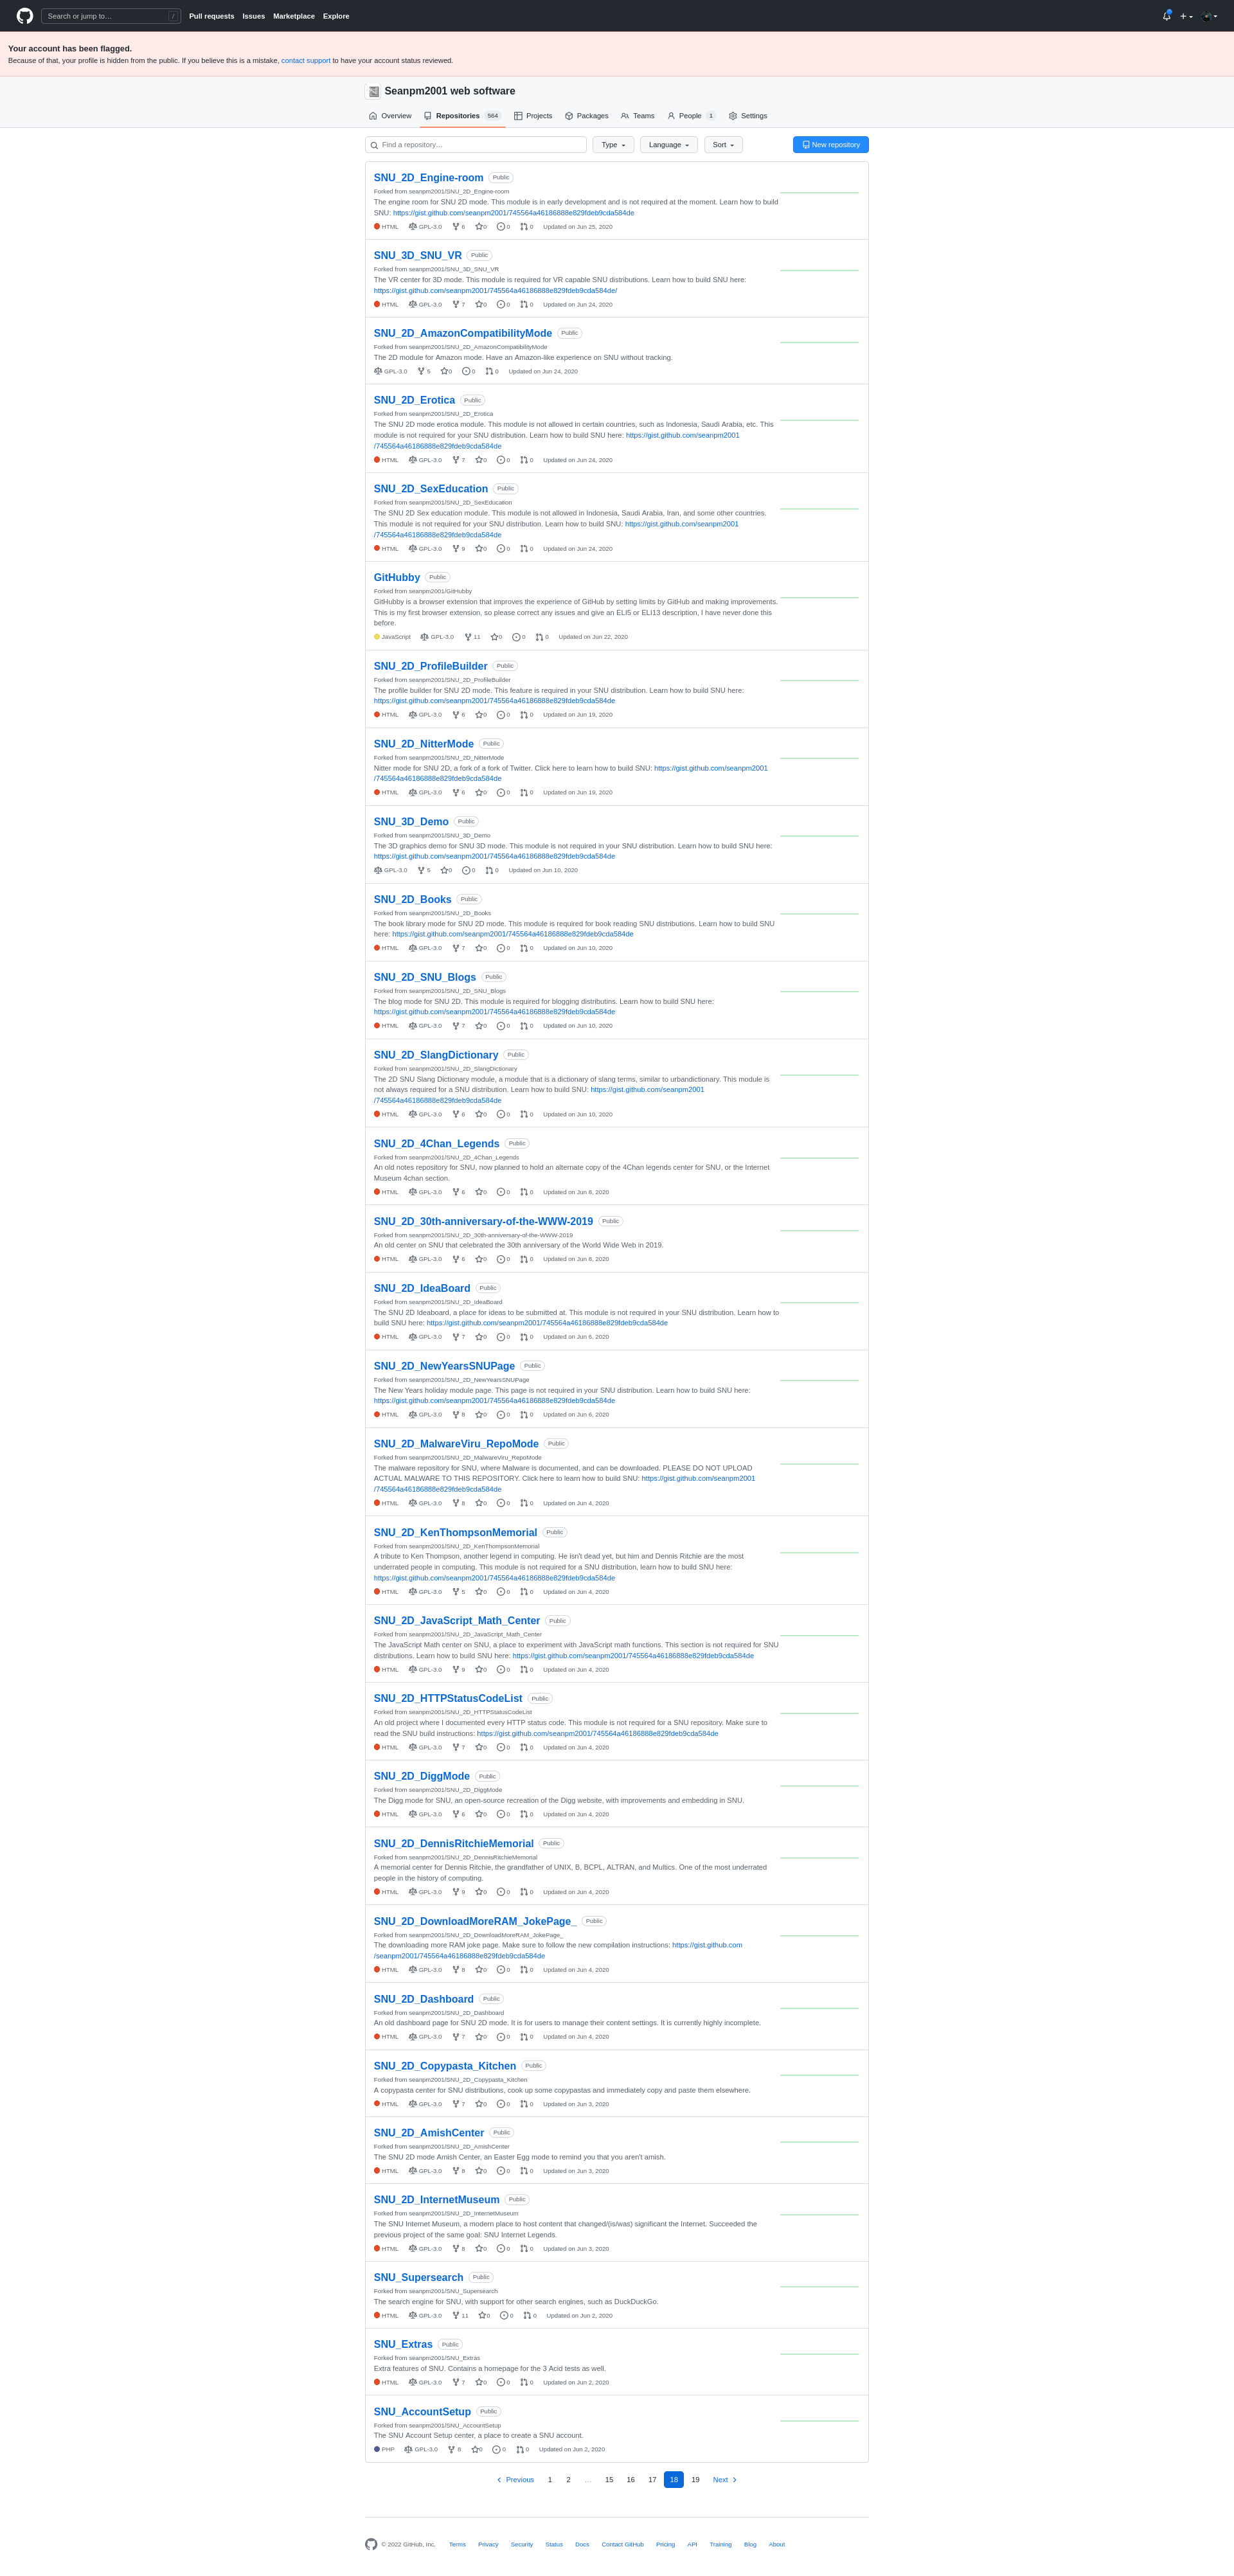 Search or jump to… /
Pull requests Issues Marketplace Explore
Your account has been flagged.
Because of that, your profile is hidden from the public. If you believe this is a mistake, contact support to have your account status reviewed.
Seanpm2001 web software
Overview Repositories 564 Projects Packages Teams People 1 Settings
Find a repository… Type Language Sort New repository
SNU_2D_Engine-room Public
Forked from seanpm2001/SNU_2D_Engine-room
The engine room for SNU 2D mode. This module is in early development and is not required at the moment. Learn how to build
SNU: https://gist.github.com/seanpm2001/745564a46186888e829fdeb9cda584de
HTML GPL-3.0 6 0 0 0 Updated on Jun 25, 2020
SNU_3D_SNU_VR Public
Forked from seanpm2001/SNU_3D_SNU_VR
The VR center for 3D mode. This module is required for VR capable SNU distributions. Learn how to build SNU here:
https://gist.github.com/seanpm2001/745564a46186888e829fdeb9cda584de/
HTML GPL-3.0 7 0 0 0 Updated on Jun 24, 2020
SNU_2D_AmazonCompatibilityMode Public
Forked from seanpm2001/SNU_2D_AmazonCompatibilityMode
The 2D module for Amazon mode. Have an Amazon-like experience on SNU without tracking.
GPL-3.0 5 0 0 0 Updated on Jun 24, 2020
SNU_2D_Erotica Public
Forked from seanpm2001/SNU_2D_Erotica
The SNU 2D mode erotica module. This module is not allowed in certain countries, such as Indonesia, Saudi Arabia, etc. This
module is not required for your SNU distribution. Learn how to build SNU here: https://gist.github.com/seanpm2001
/745564a46186888e829fdeb9cda584de
HTML GPL-3.0 7 0 0 0 Updated on Jun 24, 2020
SNU_2D_SexEducation Public
Forked from seanpm2001/SNU_2D_SexEducation
The SNU 2D Sex education module. This module is not allowed in Indonesia, Saudi Arabia, Iran, and some other countries.
This module is not required for your SNU distribution. Learn how to build SNU: https://gist.github.com/seanpm2001
/745564a46186888e829fdeb9cda584de
HTML GPL-3.0 9 0 0 0 Updated on Jun 24, 2020
GitHubby Public
Forked from seanpm2001/GitHubby
GitHubby is a browser extension that improves the experience of GitHub by setting limits by GitHub and making improvements.
This is my first browser extension, so please correct any issues and give an ELI5 or ELI13 description, I have never done this
before.
JavaScript GPL-3.0 11 0 0 0 Updated on Jun 22, 2020
SNU_2D_ProfileBuilder Public
Forked from seanpm2001/SNU_2D_ProfileBuilder
The profile builder for SNU 2D mode. This feature is required in your SNU distribution. Learn how to build SNU here:
https://gist.github.com/seanpm2001/745564a46186888e829fdeb9cda584de
HTML GPL-3.0 6 0 0 0 Updated on Jun 19, 2020
SNU_2D_NitterMode Public
Forked from seanpm2001/SNU_2D_NitterMode
Nitter mode for SNU 2D, a fork of a fork of Twitter. Click here to learn how to build SNU: https://gist.github.com/seanpm2001
/745564a46186888e829fdeb9cda584de
HTML GPL-3.0 6 0 0 0 Updated on Jun 19, 2020
SNU_3D_Demo Public
Forked from seanpm2001/SNU_3D_Demo
The 3D graphics demo for SNU 3D mode. This module is not required in your SNU distribution. Learn how to build SNU here:
https://gist.github.com/seanpm2001/745564a46186888e829fdeb9cda584de
GPL-3.0 5 0 0 0 Updated on Jun 10, 2020
SNU_2D_Books Public
Forked from seanpm2001/SNU_2D_Books
The book library mode for SNU 2D mode. This module is required for book reading SNU distributions. Learn how to build SNU
here: https://gist.github.com/seanpm2001/745564a46186888e829fdeb9cda584de
HTML GPL-3.0 7 0 0 0 Updated on Jun 10, 2020
SNU_2D_SNU_Blogs Public
Forked from seanpm2001/SNU_2D_SNU_Blogs
The blog mode for SNU 2D. This module is required for blogging distributins. Learn how to build SNU here:
https://gist.github.com/seanpm2001/745564a46186888e829fdeb9cda584de
HTML GPL-3.0 7 0 0 0 Updated on Jun 10, 2020
SNU_2D_SlangDictionary Public
Forked from seanpm2001/SNU_2D_SlangDictionary
The 2D SNU Slang Dictionary module, a module that is a dictionary of slang terms, similar to urbandictionary. This module is
not always required for a SNU distribution. Learn how to build SNU: https://gist.github.com/seanpm2001
/745564a46186888e829fdeb9cda584de
HTML GPL-3.0 6 0 0 0 Updated on Jun 10, 2020
SNU_2D_4Chan_Legends Public
Forked from seanpm2001/SNU_2D_4Chan_Legends
An old notes repository for SNU, now planned to hold an alternate copy of the 4Chan legends center for SNU, or the Internet
Museum 4chan section.
HTML GPL-3.0 6 0 0 0 Updated on Jun 8, 2020
SNU_2D_30th-anniversary-of-the-WWW-2019 Public
Forked from seanpm2001/SNU_2D_30th-anniversary-of-the-WWW-2019
An old center on SNU that celebrated the 30th anniversary of the World Wide Web in 2019.
HTML GPL-3.0 6 0 0 0 Updated on Jun 8, 2020
SNU_2D_IdeaBoard Public
Forked from seanpm2001/SNU_2D_IdeaBoard
The SNU 2D Ideaboard, a place for ideas to be submitted at. This module is not required in your SNU distribution. Learn how to
build SNU here: https://gist.github.com/seanpm2001/745564a46186888e829fdeb9cda584de
HTML GPL-3.0 7 0 0 0 Updated on Jun 6, 2020
SNU_2D_NewYearsSNUPage Public
Forked from seanpm2001/SNU_2D_NewYearsSNUPage
The New Years holiday module page. This page is not required in your SNU distribution. Learn how to build SNU here:
https://gist.github.com/seanpm2001/745564a46186888e829fdeb9cda584de
HTML GPL-3.0 8 0 0 0 Updated on Jun 6, 2020
SNU_2D_MalwareViru_RepoMode Public
Forked from seanpm2001/SNU_2D_MalwareViru_RepoMode
The malware repository for SNU, where Malware is documented, and can be downloaded. PLEASE DO NOT UPLOAD
ACTUAL MALWARE TO THIS REPOSITORY. Click here to learn how to build SNU: https://gist.github.com/seanpm2001
/745564a46186888e829fdeb9cda584de
HTML GPL-3.0 8 0 0 0 Updated on Jun 4, 2020
SNU_2D_KenThompsonMemorial Public
Forked from seanpm2001/SNU_2D_KenThompsonMemorial
A tribute to Ken Thompson, another legend in computing. He isn't dead yet, but him and Dennis Ritchie are the most
underrated people in computing. This module is not required for a SNU distribution, learn how to build SNU here:
https://gist.github.com/seanpm2001/745564a46186888e829fdeb9cda584de
HTML GPL-3.0 5 0 0 0 Updated on Jun 4, 2020
SNU_2D_JavaScript_Math_Center Public
Forked from seanpm2001/SNU_2D_JavaScript_Math_Center
The JavaScript Math center on SNU, a place to experiment with JavaScript math functions. This section is not required for SNU
distributions. Learn how to build SNU here: https://gist.github.com/seanpm2001/745564a46186888e829fdeb9cda584de
HTML GPL-3.0 9 0 0 0 Updated on Jun 4, 2020
SNU_2D_HTTPStatusCodeList Public
Forked from seanpm2001/SNU_2D_HTTPStatusCodeList
An old project where I documented every HTTP status code. This module is not required for a SNU repository. Make sure to
read the SNU build instructions: https://gist.github.com/seanpm2001/745564a46186888e829fdeb9cda584de
HTML GPL-3.0 7 0 0 0 Updated on Jun 4, 2020
SNU_2D_DiggMode Public
Forked from seanpm2001/SNU_2D_DiggMode
The Digg mode for SNU, an open-source recreation of the Digg website, with improvements and embedding in SNU.
HTML GPL-3.0 6 0 0 0 Updated on Jun 4, 2020
SNU_2D_DennisRitchieMemorial Public
Forked from seanpm2001/SNU_2D_DennisRitchieMemorial
A memorial center for Dennis Ritchie, the grandfather of UNIX, B, BCPL, ALTRAN, and Multics. One of the most underrated
people in the history of computing.
HTML GPL-3.0 9 0 0 0 Updated on Jun 4, 2020
SNU_2D_DownloadMoreRAM_JokePage_ Public
Forked from seanpm2001/SNU_2D_DownloadMoreRAM_JokePage_
The downloading more RAM joke page. Make sure to follow the new compilation instructions: https://gist.github.com
/seanpm2001/745564a46186888e829fdeb9cda584de
HTML GPL-3.0 8 0 0 0 Updated on Jun 4, 2020
SNU_2D_Dashboard Public
Forked from seanpm2001/SNU_2D_Dashboard
An old dashboard page for SNU 2D mode. It is for users to manage their content settings. It is currently highly incomplete.
HTML GPL-3.0 7 0 0 0 Updated on Jun 4, 2020
SNU_2D_Copypasta_Kitchen Public
Forked from seanpm2001/SNU_2D_Copypasta_Kitchen
A copypasta center for SNU distributions, cook up some copypastas and immediately copy and paste them elsewhere.
HTML GPL-3.0 7 0 0 0 Updated on Jun 3, 2020
SNU_2D_AmishCenter Public
Forked from seanpm2001/SNU_2D_AmishCenter
The SNU 2D mode Amish Center, an Easter Egg mode to remind you that you aren't amish.
HTML GPL-3.0 8 0 0 0 Updated on Jun 3, 2020
SNU_2D_InternetMuseum Public
Forked from seanpm2001/SNU_2D_InternetMuseum
The SNU Internet Museum, a modern place to host content that changed/(is/was) significant the Internet. Succeeded the
previous project of the same goal: SNU Internet Legends.
HTML GPL-3.0 8 0 0 0 Updated on Jun 3, 2020
SNU_Supersearch Public
Forked from seanpm2001/SNU_Supersearch
The search engine for SNU, with support for other search engines, such as DuckDuckGo.
HTML GPL-3.0 11 0 0 0 Updated on Jun 2, 2020
SNU_Extras Public
Forked from seanpm2001/SNU_Extras
Extra features of SNU. Contains a homepage for the 3 Acid tests as well.
HTML GPL-3.0 7 0 0 0 Updated on Jun 2, 2020
SNU_AccountSetup Public
Forked from seanpm2001/SNU_AccountSetup
The SNU Account Setup center, a place to create a SNU account.
PHP GPL-3.0 8 0 0 0 Updated on Jun 2, 2020
Previous 1 2 … 15 16 17 18 19 Next
© 2022 GitHub, Inc. Terms Privacy Security Status Docs Contact GitHub Pricing API Training Blog About